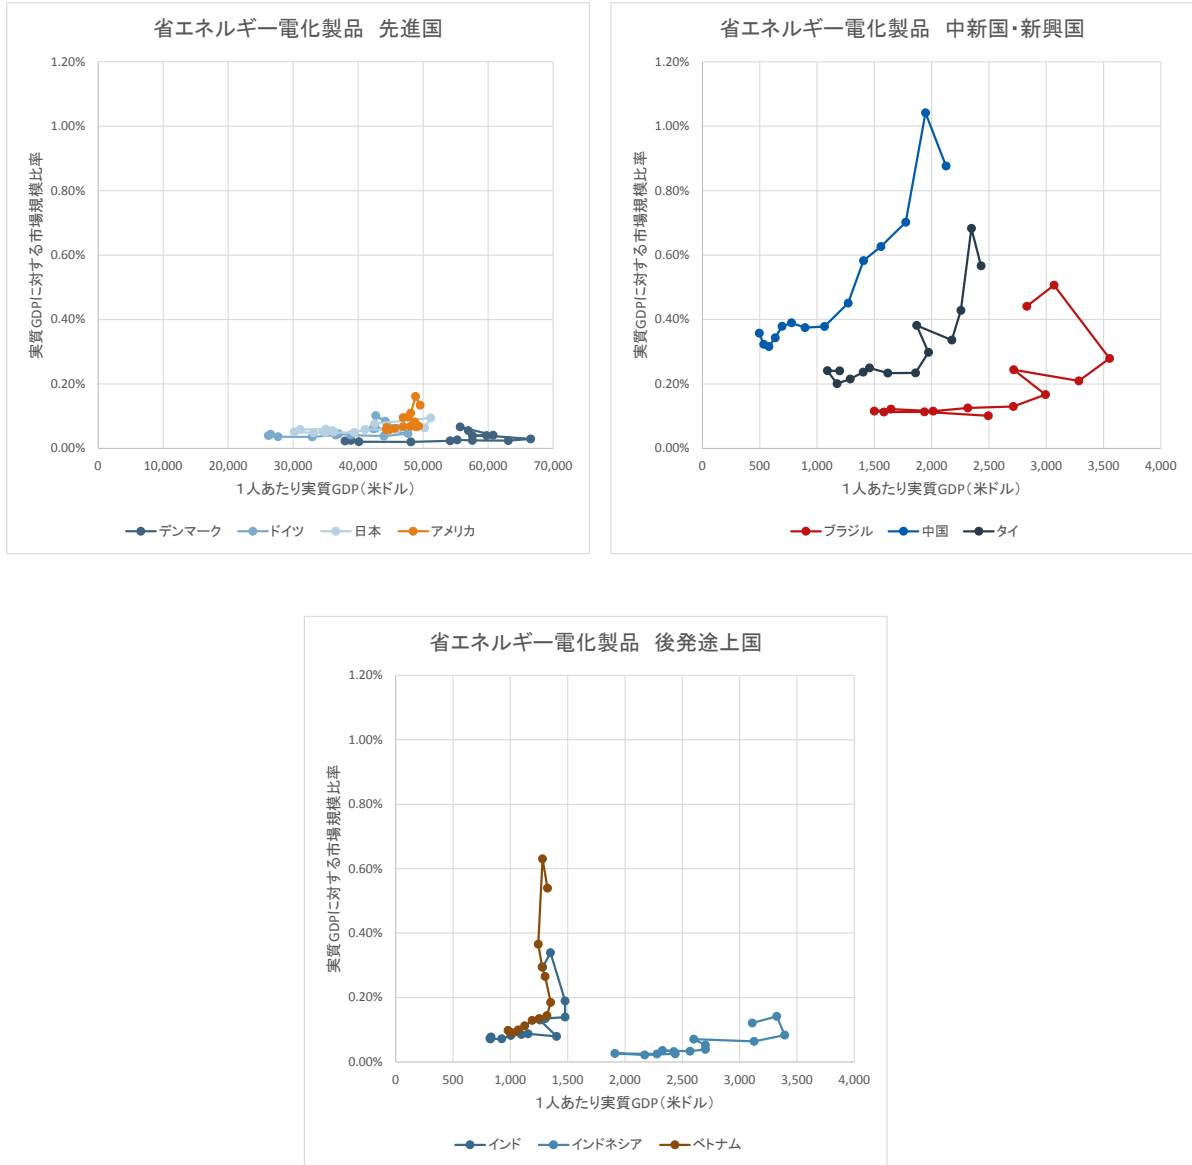 省エネルギー電化製品　先進国
実質GDPに対する市場規模比率
1.20%
1.00%
0.80%
0.60%
0.40%
0.20%
0.00%
0 10,000 20,000 30,000 40,000 50,000 60,000 70,000
１人あたり実質GDP（米ドル）
デンマーク ドイツ 日本 アメリカ
省エネルギー電化製品　中新国・新興国
実質GDPに対する市場規模比率
1.20%
1.00%
0.80%
0.60%
0.40%
0.20%
0.00%
0 500 1,000 1,500 2,000 2,500 3,000 3,500 4,000
１人あたり実質GDP（米ドル）
ブラジル 中国 タイ
省エネルギー電化製品　後発途上国
実質GDPに対する市場規模比率
1.20%
1.00%
0.80%
0.60%
0.40%
0.20%
0.00%
0 500 1,000 1,500 2,000 2,500 3,000 3,500 4,000
１人あたり実質GDP（米ドル）
インド インドネシア ベトナム